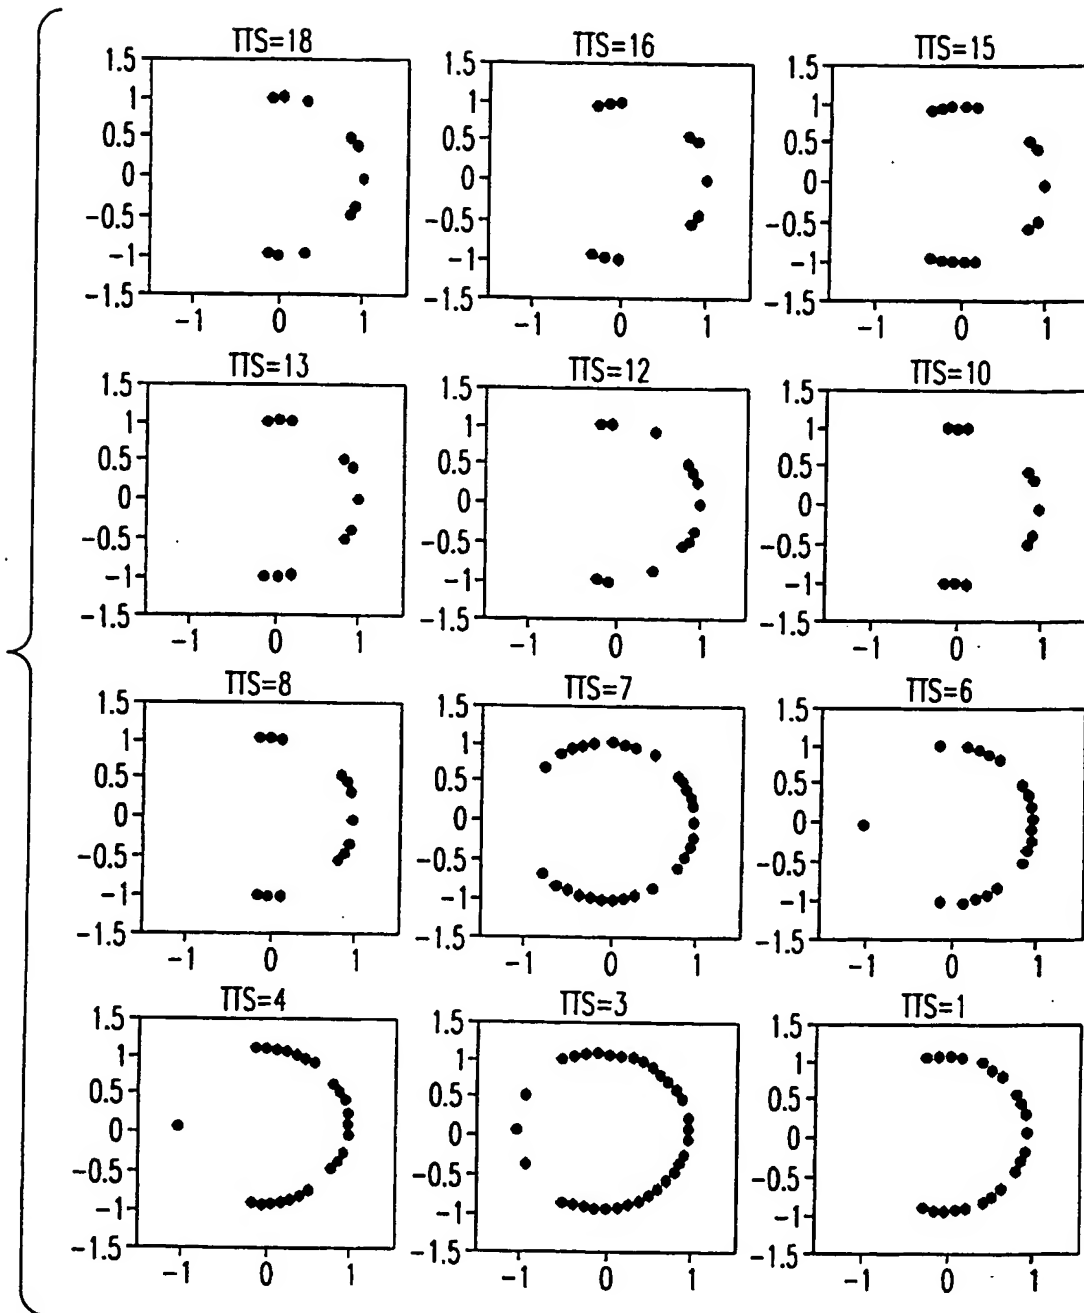 TTS=18 TTS=16 TTS=15
1.5 1.5 1.5
1 1 1
0.5 0.5 0.5
0 0 0
-0.5 -0.5 -0.5
-1 -1 -1
-1.5 -1.5 -1.5
-1 0 1 -1 0 1 -1 0 1
TTS=13 TTS=12 TTS=10
1.5 1.5 1.5
1 1 1
0.5 0.5 0.5
0 0 0
-0.5 -0.5 -0.5
-1 -1 -1
-1.5 -1.5 -1.5
-1 0 1 -1 0 1 -1 0 1
TTS=8 TTS=7 TTS=6
1.5 1.5 1.5
1 1 1
0.5 0.5 0.5
0 0 0
-0.5 -0.5 -0.5
-1 -1 -1
-1.5 -1.5 -1.5
-1 0 1 -1 0 1 -1 0 1
TTS=4 TTS=3 TTS=1
1.5 1.5 1.5
1 1 1
0.5 0.5 0.5
0 0 0
-0.5 -0.5 -0.5
-1 -1 -1
-1.5 -1.5 -1.5
-1 0 1 -1 0 1 -1 0 1